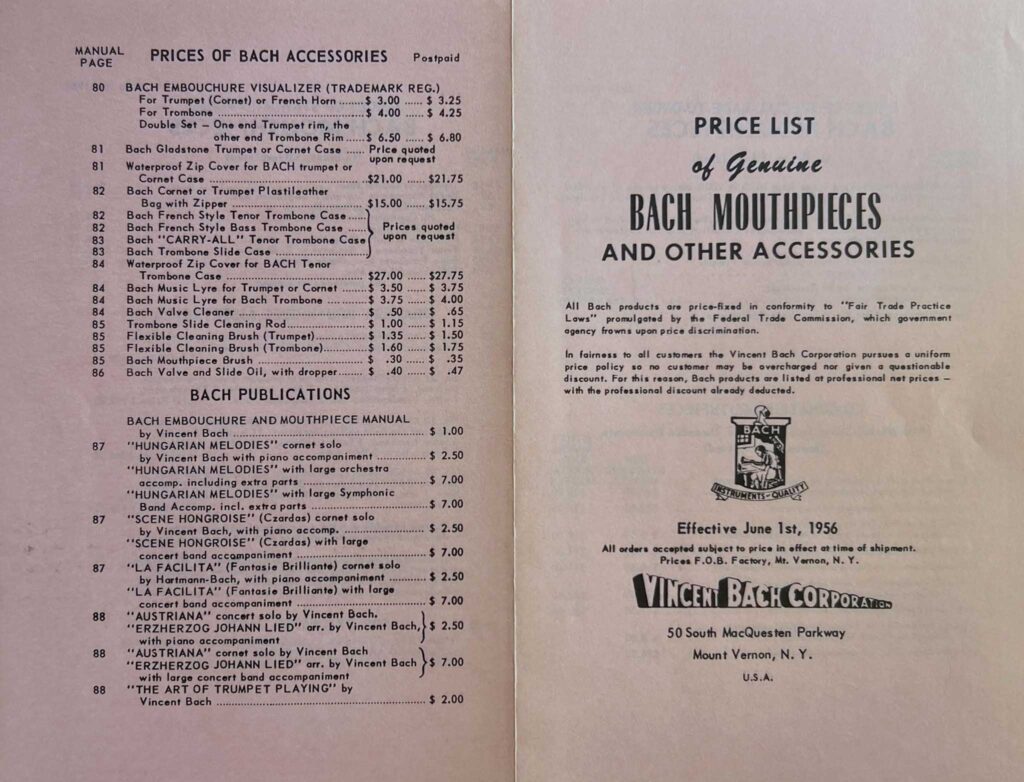 MANUAL
PAGE
PRICES OF BACH ACCESSORIES Postpaid
80 BACH EMBOUCHURE VISUALIZER (TRADEMARK REG.)
For Trumpet (Cornet) or French Horn ....... $ 3.00 ...... $ 3.25
For Trombone ........................................ $ 4.00 ...... $ 4.25
Double Set – One end Trumpet rim, the
other end Trombone Rim ..... $ 6.50 ...... $ 6.80
81 Bach Gladstone Trumpet or Cornet Case ...... Price quoted
upon request
81 Waterproof Zip Cover for BACH trumpet or
Cornet Case ........................................ $21.00 ...... $21.75
82 Bach Cornet or Trumpet Plastileather
Bag with Zipper .................................. $15.00 ...... $15.75
82 Bach French Style Tenor Trombone Case.....
82 Bach French Style Bass Trombone Case .... Prices quoted
83 Bach "CARRY-ALL" Tenor Trombone Case upon request
83 Bach Trombone Slide Case ........................
84 Waterproof Zip Cover for BACH Tenor
Trombone Case .................................... $27.00 ...... $27.75
84 Bach Music Lyre for Trumpet or Cornet ....... $ 3.50 ...... $ 3.75
84 Bach Music Lyre for Bach Trombone .......... $ 3.75 ...... $ 4.00
84 Bach Valve Cleaner .................................. $ .50 ...... $ .65
85 Trombone Slide Cleaning Rod..................... $ 1.00 ...... $ 1.15
85 Flexible Cleaning Brush (Trumpet).............. $ 1.35 ...... $ 1.50
85 Flexible Cleaning Brush (Trombone)............ $ 1.60 ...... $ 1.75
85 Bach Mouthpiece Brush ............................ $ .30 ...... $ .35
86 Bach Valve and Slide Oil, with dropper........ $ .40 ...... $ .47
BACH PUBLICATIONS
BACH EMBOUCHURE AND MOUTHPIECE MANUAL
by Vincent Bach ................................................ $ 1.00
87 "HUNGARIAN MELODIES" cornet solo
by Vincent Bach with piano accompaniment .............. $ 2.50
"HUNGARIAN MELODIES" with large orchestra
accomp. including extra parts ............................... $ 7.00
"HUNGARIAN MELODIES" with large Symphonic
Band Accomp. incl. extra parts ............................. $ 7.00
87 "SCENE HONGROISE" (Czardas) cornet solo
by Vincent Bach, with piano accomp. ..................... $ 2.50
"SCENE HONGROISE" (Czardas) with large
concert band accompaniment ................................ $ 7.00
87 "LA FACILITA" (Fantasie Brilliante) cornet solo
by Hartmann-Bach, with piano accompaniment .......... $ 2.50
"LA FACILITA" (Fantasie Brilliante) with large
concert band accompaniment ................................ $ 7.00
88 "AUSTRIANA" concert solo by Vincent Bach.
"ERZHERZOG JOHANN LIED" arr. by Vincent Bach, $ 2.50
with piano accompaniment
88 "AUSTRIANA" cornet solo by Vincent Bach
"ERZHERZOG JOHANN LIED" arr. by Vincent Bach $ 7.00
with large concert band accompaniment
88 "THE ART OF TRUMPET PLAYING" by
Vincent Bach .................................................... $ 2.00
PRICE LIST
of Genuine
BACH MOUTHPIECES
AND OTHER ACCESSORIES
All Bach products are price-fixed in conformity to "Fair Trade Practice
Laws" promulgated by the Federal Trade Commission, which government
agency frowns upon price discrimination.
In fairness to all customers the Vincent Bach Corporation pursues a uniform
price policy so no customer may be overcharged nor given a questionable
discount. For this reason, Bach products are listed at professional net prices –
with the professional discount already deducted.
BACH
INSTRUMENTS-QUALITY
Effective June 1st, 1956
All orders accepted subject to price in effect at time of shipment.
Prices F.O.B. Factory, Mt. Vernon, N. Y.
VINCENT BACH CORPORATION
50 South MacQuesten Parkway
Mount Vernon, N. Y.
U.S.A.